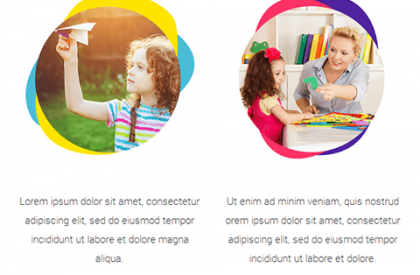 Lorem ipsum dolor sit amet, consectetur
adipiscing elit, sed do eiusmod tempor
incididunt ut labore et dolore magna
aliqua.
Ut enim ad minim veniam, quis nostrud
orem ipsum dolor sit amet, consectetur
adipiscing elit, sed do eiusmod tempor
incididunt ut labore et dolore.